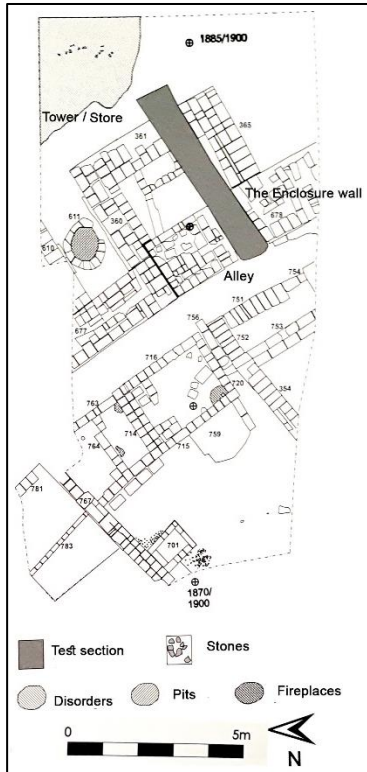 1885/1900
Tower / Store
361
365
The Enclosure wall
611
360
678
610
Alley
754
751
677
756
753
752
716
763
720
354
764
714
715
759
781
767
701
783
1870/
1900
Test section
Stones
Disorders
Pits
Fireplaces
0
5m
N